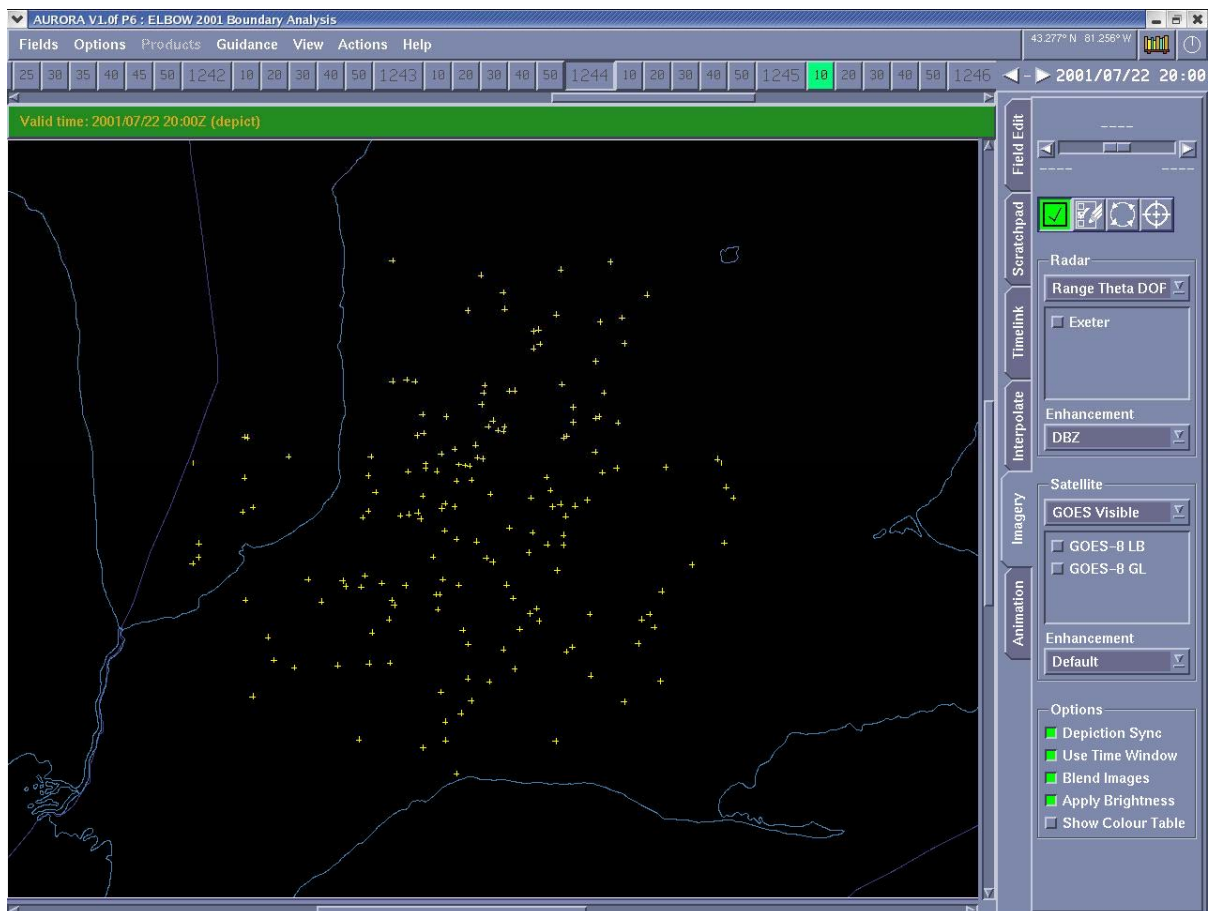 AURORA V1.0f P6 : ELBOW 2001 Boundary Analysis
Fields Options Products Guidance View Actions Help
43.277° N 81.256° W
25 30 35 40 45 50 1242 10 20 30 40 50 1243 10 20 30 40 50 1244 10 20 30 40 50 1245 10 20 30 40 50 1246
2001/07/22 20:00
Valid time: 2001/07/22 20:00Z (depict)
Field Edit
Scratchpad
Timelink
Interpolate
Imagery
Animation
----
---- ----
Radar
Range Theta DOP
Exeter
Enhancement
DBZ
Satellite
GOES Visible
GOES-8 LB
GOES-8 GL
Enhancement
Default
Options
Depiction Sync
Use Time Window
Blend Images
Apply Brightness
Show Colour Table